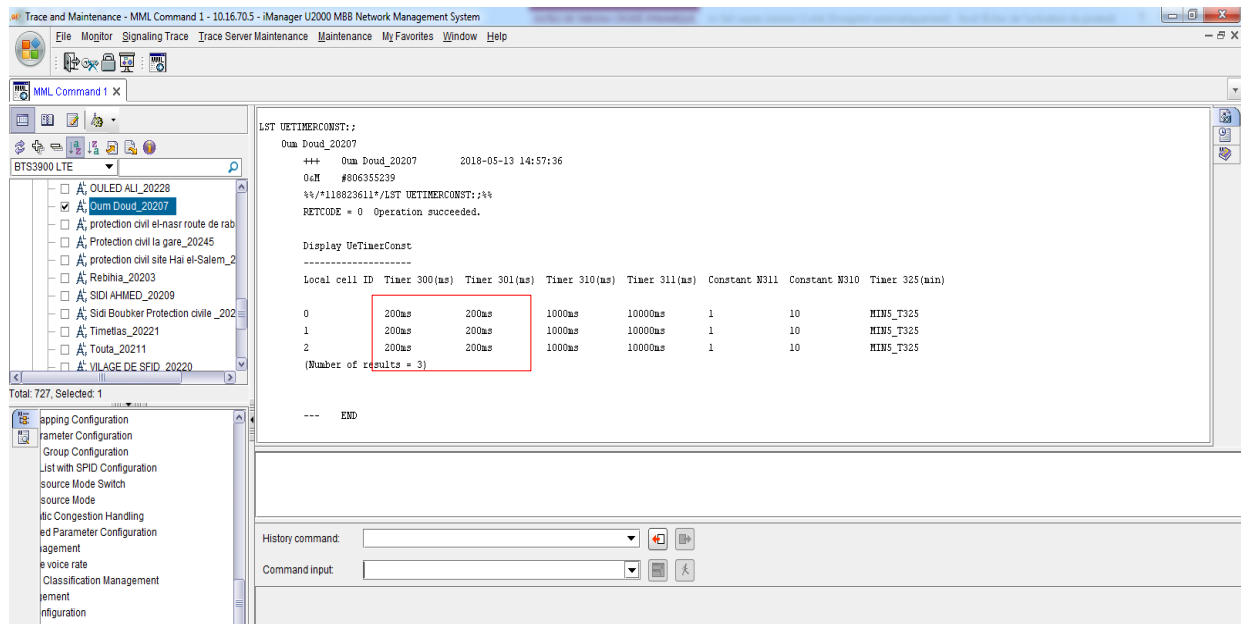 Trace and Maintenance - MML Command 1 - 10.16.70.5 - iManager U2000 MBB Network Management System
File Monitor Signaling Trace Trace Server Maintenance Maintenance My Favorites Window Help
MML Command 1
BTS3900 LTE
OULED ALI_20228
Oum Doud_20207
protection civil el-nasr route de rab
Protection civil la gare_20245
protection civil site Hai el-Salem_2
Rebihia_20203
SIDI AHMED_20209
Sidi Boubker Protection civile _202
Timetlas_20221
Touta_20211
VILAGE DE SFID_20220
Total: 727, Selected: 1
apping Configuration
rameter Configuration
Group Configuration
List with SPID Configuration
source Mode Switch
source Mode
tic Congestion Handling
ed Parameter Configuration
agement
e voice rate
Classification Management
ement
nfiguration
LST UETIMERCONST:;
Oum Doud_20207
+++ Oum Doud_20207 2018-05-13 14:57:36
O&M #806355239
%%/*118823611*/LST UETIMERCONST:;%%
RETCODE = 0 Operation succeeded.
Display UeTimerConst
--------------------
Local cell ID Timer 300(ms) Timer 301(ms) Timer 310(ms) Timer 311(ms) Constant N311 Constant N310 Timer 325(min)
0 200ms 200ms 1000ms 10000ms 1 10 MIN5_T325
1 200ms 200ms 1000ms 10000ms 1 10 MIN5_T325
2 200ms 200ms 1000ms 10000ms 1 10 MIN5_T325
(Number of results = 3)
--- END
History command:
Command input: